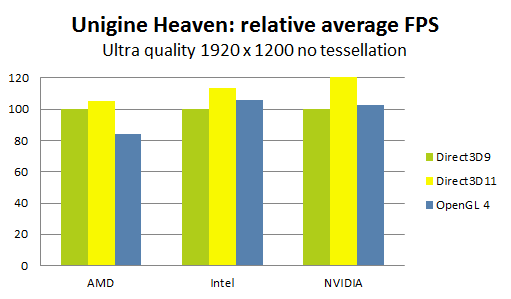 Unigine Heaven: relative average FPS
Ultra quality 1920 x 1200 no tessellation
120
100
80
60
40
20
0
AMD
Intel
NVIDIA
Direct3D9
Direct3D11
OpenGL 4